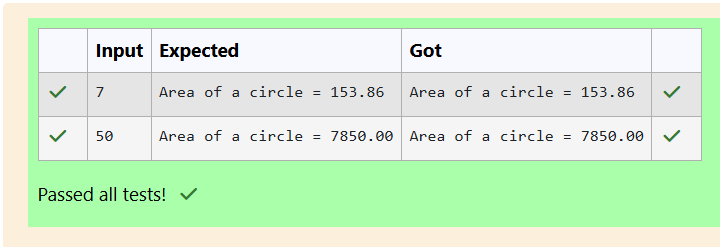 Input Expected Got
7 Area of a circle = 153.86 Area of a circle = 153.86
50 Area of a circle = 7850.00 Area of a circle = 7850.00
Passed all tests!